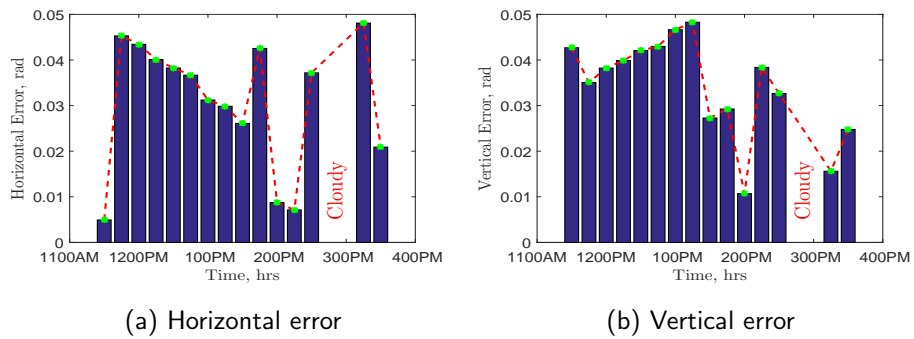 0.05
0.04
0.03
0.02
0.01
0
Horizontal Error, rad
Cloudy
1100AM 1200PM 100PM 200PM 300PM 400PM
Time, hrs
(a) Horizontal error
0.05
0.04
0.03
0.02
0.01
0
Vertical Error, rad
Cloudy
1100AM 1200PM 100PM 200PM 300PM 400PM
Time, hrs
(b) Vertical error